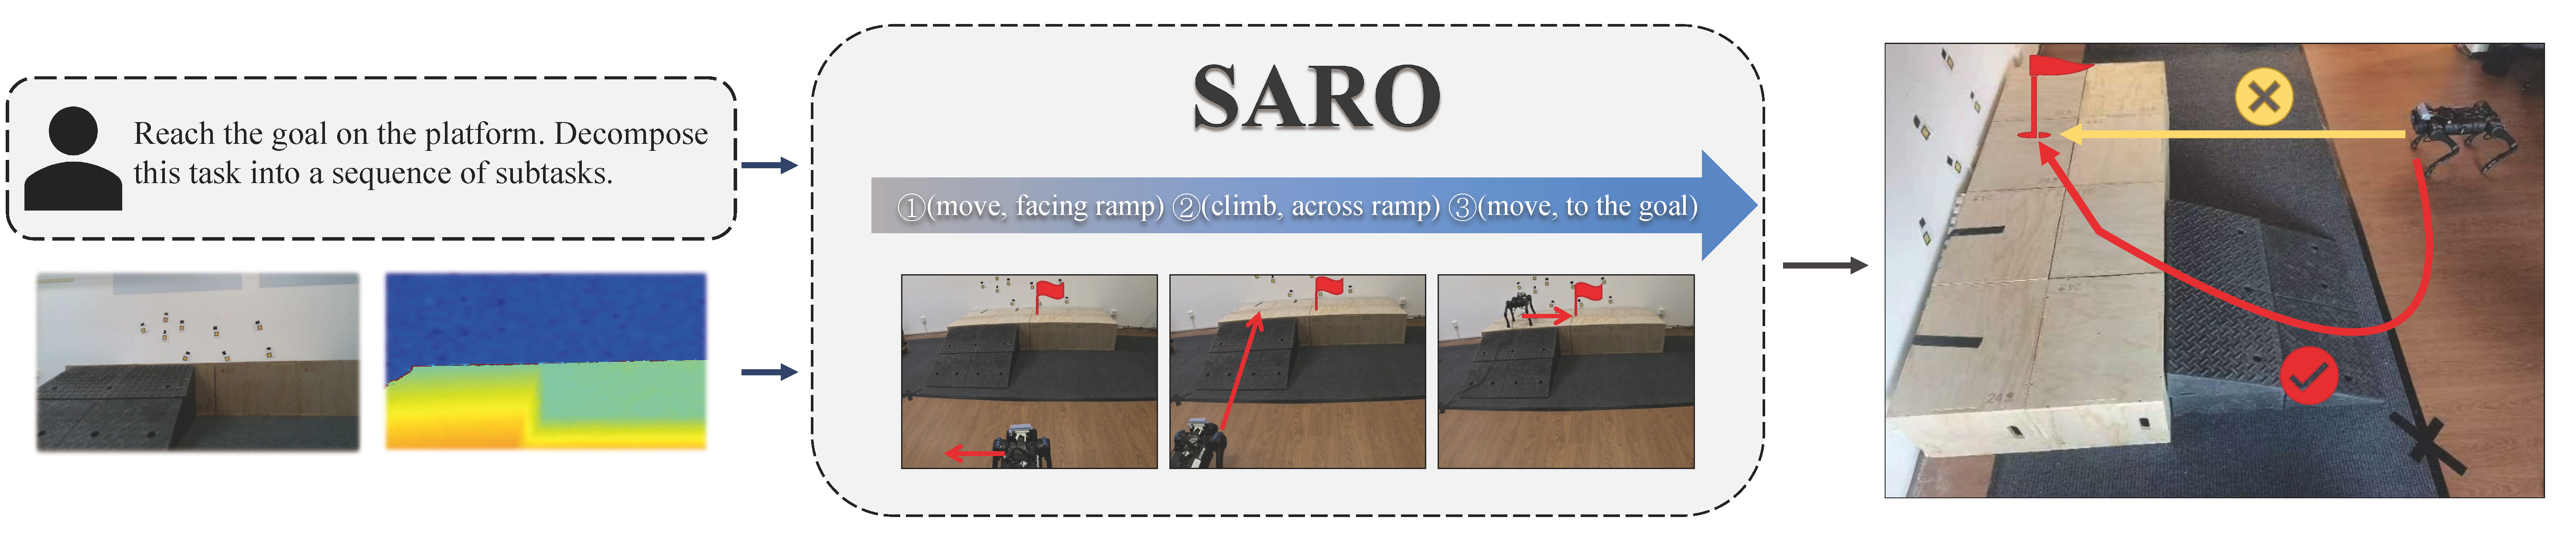 Reach the goal on the platform. Decompose
this task into a sequence of subtasks.
SARO
①(move, facing ramp) ②(climb, across ramp) ③(move, to the goal)